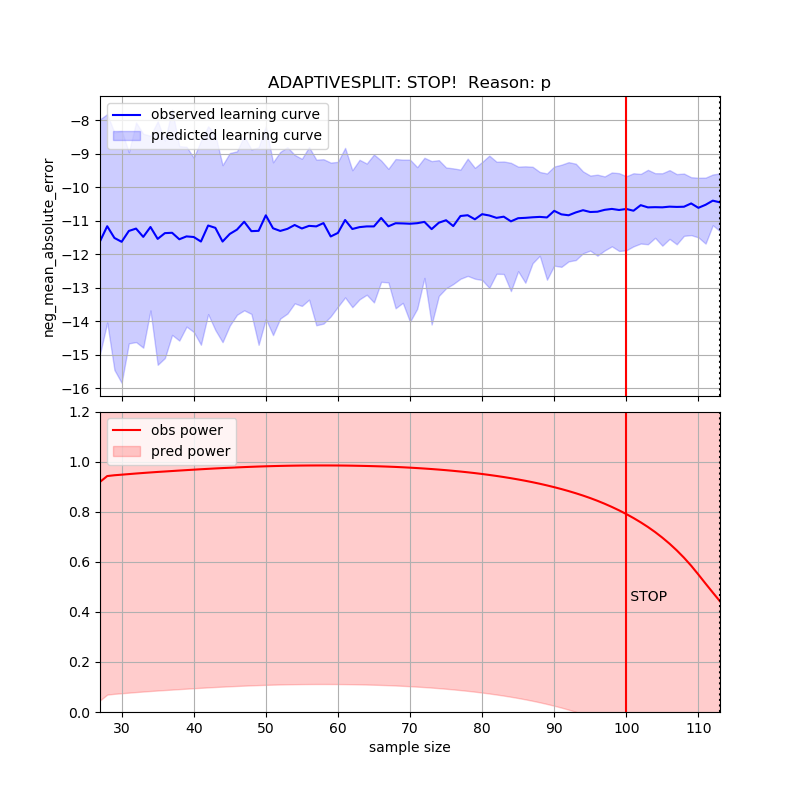 ADAPTIVESPLIT: STOP!  Reason: p
observed learning curve
predicted learning curve
neg_mean_absolute_error
−8
−9
−10
−11
−12
−13
−14
−15
−16
obs power
pred power
1.2
1.0
0.8
0.6
0.4
0.2
0.0
STOP
30 40 50 60 70 80 90 100 110
sample size